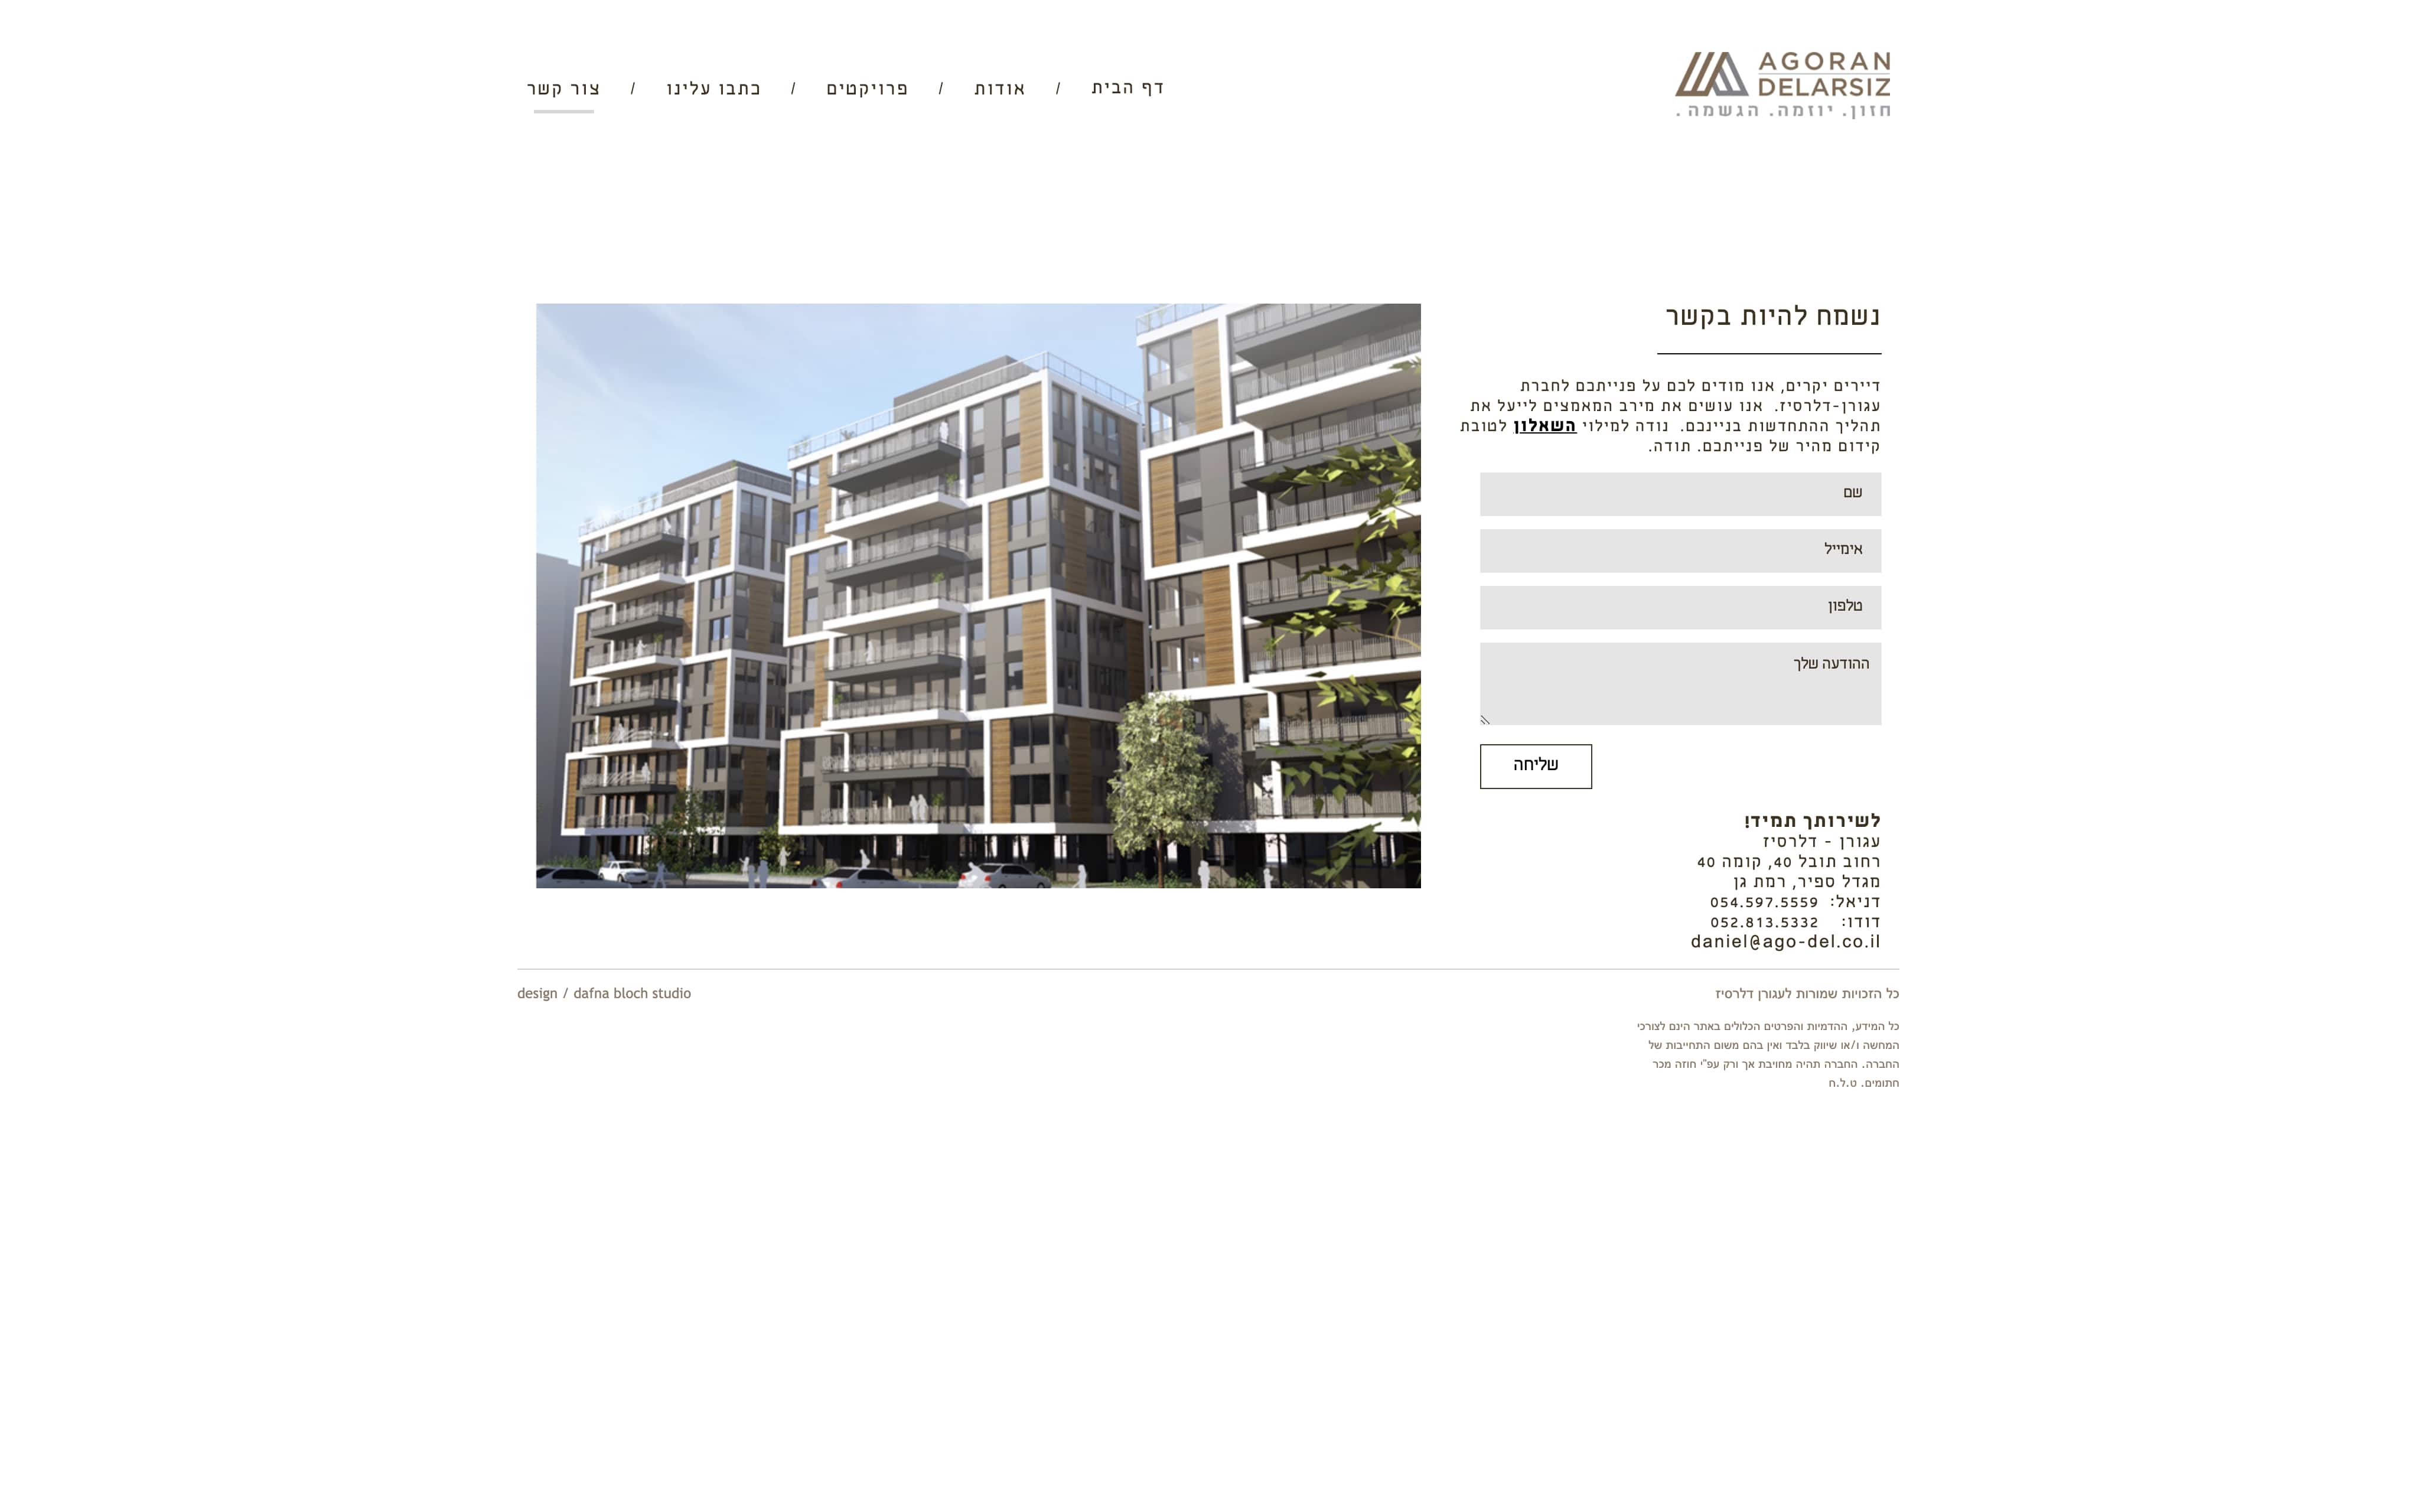 AGORAN
DELARSIZ
חזון. יוזמה. הגשמה .
דף הבית / אודות / פרויקטים / כתבו עלינו / צור קשר
נשמח להיות בקשר
דיירים יקרים, אנו מודים לכם על פנייתכם לחברת
עגורן-דלרסיז. אנו עושים את מירב המאמצים לייעל את
תהליך ההתחדשות בניינכם. נודה למילוי השאלון לטובת
קידום מהיר של פנייתכם. תודה.
שם
אימייל
טלפון
ההודעה שלך
שליחה
לשירותך תמיד!
עגורן - דלרסיז
רחוב תובל 40, קומה 40
מגדל ספיר, רמת גן
דניאל: 054.597.5559
דודו: 052.813.5332
daniel@ago-del.co.il
כל הזכויות שמורות לעגורן דלרסיז
design / dafna bloch studio
כל המידע, ההדמיות והפרטים הכלולים באתר הינם לצורכי
המחשה ו/או שיווק בלבד ואין בהם משום התחייבות של
החברה. החברה תהיה מחויבת אך ורק עפ"י חוזה מכר
חתומים. ט.ל.ח